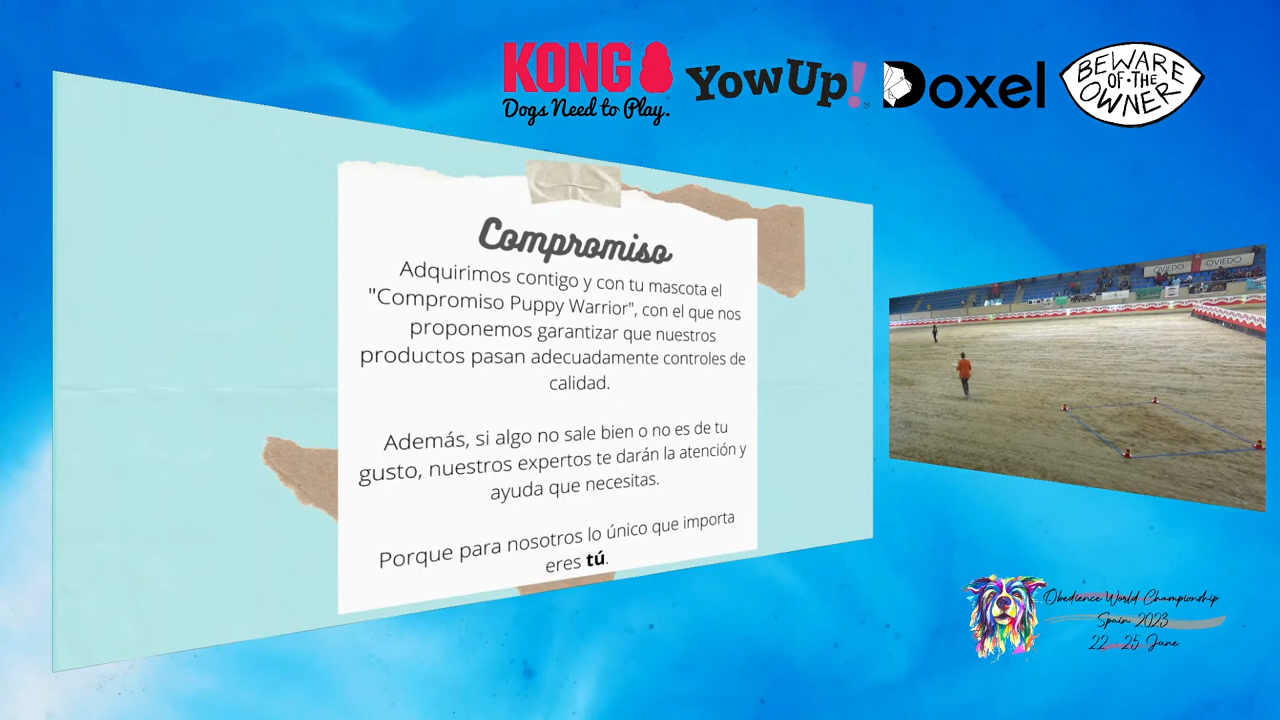 KONG
Dogs Need to Play.
YowUp!
Doxel
BEWARE
OF·THE
OWNER
Compromiso
Adquirimos contigo y con tu mascota el
"Compromiso Puppy Warrior", con el que nos
proponemos garantizar que nuestros
productos pasan adecuadamente controles de
calidad.
Además, si algo no sale bien o no es de tu
gusto, nuestros expertos te darán la atención y
ayuda que necesitas.
Porque para nosotros lo único que importa
eres tú.
OVIEDO OVIEDO
Obedience World Championship
Spain 2023
22 - 25 June